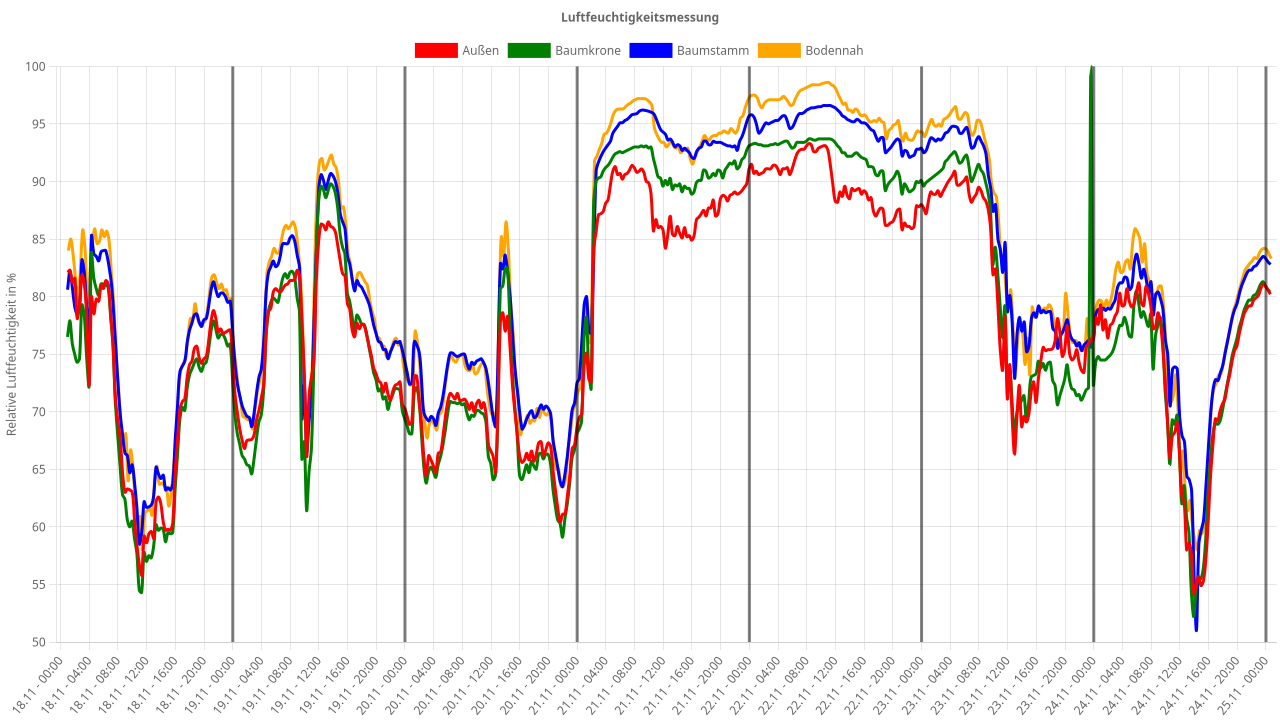 Luftfeuchtigkeitsmessung
Außen Baumkrone Baumstamm Bodennah
Relative Luftfeuchtigkeit in %
100
95
90
85
80
75
70
65
60
55
50
18.11 - 00:00
18.11 - 04:00
18.11 - 08:00
18.11 - 12:00
18.11 - 16:00
18.11 - 20:00
19.11 - 00:00
19.11 - 04:00
19.11 - 08:00
19.11 - 12:00
19.11 - 16:00
19.11 - 20:00
20.11 - 00:00
20.11 - 04:00
20.11 - 08:00
20.11 - 12:00
20.11 - 16:00
20.11 - 20:00
21.11 - 00:00
21.11 - 04:00
21.11 - 08:00
21.11 - 12:00
21.11 - 16:00
21.11 - 20:00
22.11 - 00:00
22.11 - 04:00
22.11 - 08:00
22.11 - 12:00
22.11 - 16:00
22.11 - 20:00
23.11 - 00:00
23.11 - 04:00
23.11 - 08:00
23.11 - 12:00
23.11 - 16:00
23.11 - 20:00
24.11 - 00:00
24.11 - 04:00
24.11 - 08:00
24.11 - 12:00
24.11 - 16:00
24.11 - 20:00
25.11 - 00:00